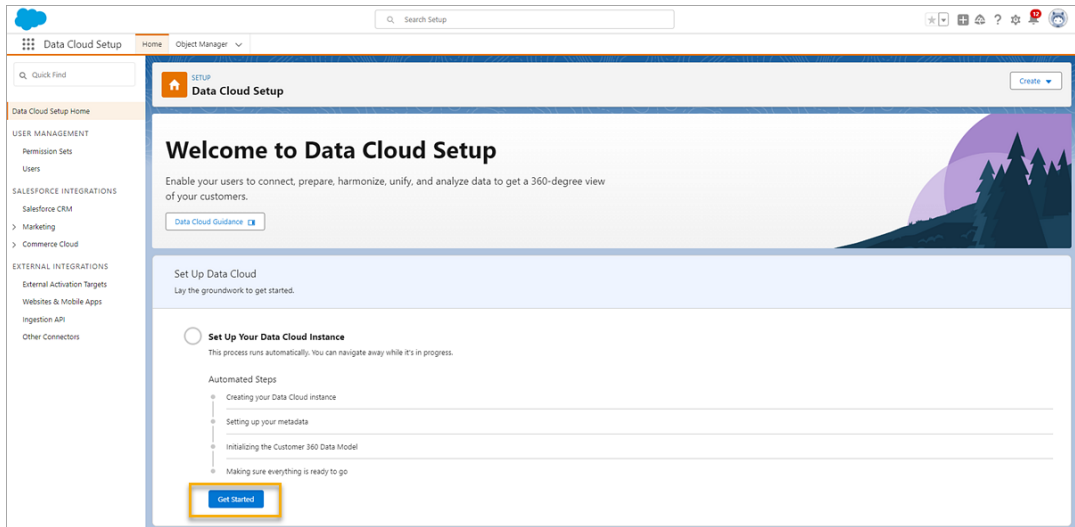 Search Setup
12
Data Cloud Setup
Home
Object Manager
Quick Find
Data Cloud Setup Home
USER MANAGEMENT
Permission Sets
Users
SALESFORCE INTEGRATIONS
Salesforce CRM
Marketing
Commerce Cloud
EXTERNAL INTEGRATIONS
External Activation Targets
Websites & Mobile Apps
Ingestion API
Other Connectors
SETUP
Data Cloud Setup
Create
Welcome to Data Cloud Setup
Enable your users to connect, prepare, harmonize, unify, and analyze data to get a 360-degree view
of your customers.
Data Cloud Guidance
Set Up Data Cloud
Lay the groundwork to get started.
Set Up Your Data Cloud Instance
This process runs automatically. You can navigate away while it's in progress.
Automated Steps
Creating your Data Cloud instance
Setting up your metadata
Initializing the Customer 360 Data Model
Making sure everything is ready to go
Get Started